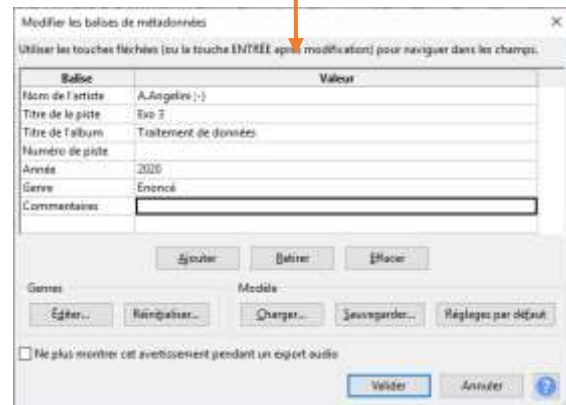 Modifier les balises de métadonnées
Utiliser les touches fléchées (ou la touche ENTRÉE après modification) pour naviguer dans les champs.
Balise Valeur
Nom de l'artiste A.Angelini ;-)
Titre de la piste Exo 3
Titre de l'album Traitement de données
Numéro de piste
Année 2020
Genre Enoncé
Commentaires
Ajouter Retirer Effacer
Genres Modèle
Éditer... Réinitialiser... Charger... Sauvegarder... Réglages par défaut
Ne plus montrer cet avertissement pendant un export audio
Valider Annuler ?